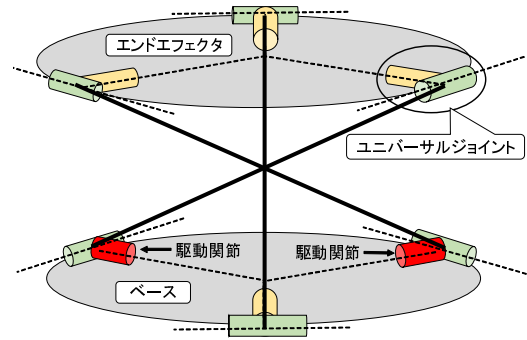 エンドエフェクタ
ユニバーサルジョイント
駆動関節
駆動関節
ベース